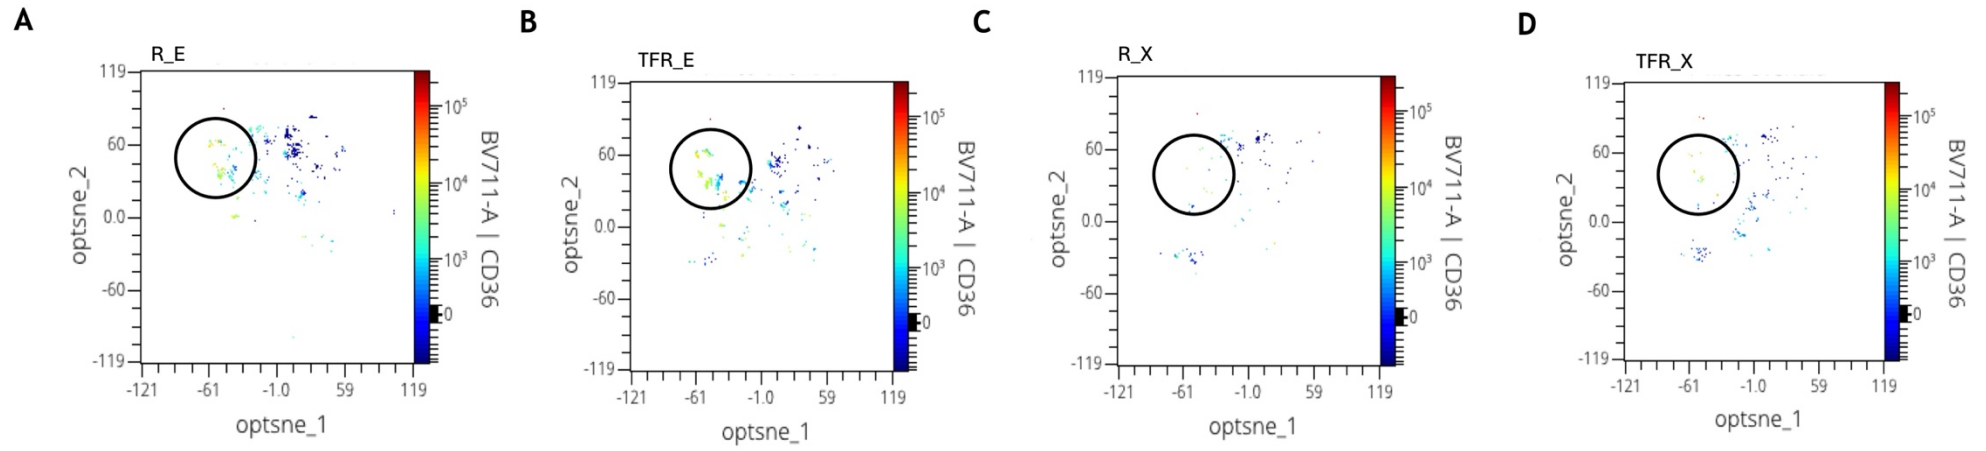 A
R_E
119
60
0.0
-60
-119
optsne_2
-121
-61
-1.0
59
119
optsne_1
10⁵
10⁴
10³
0
BV711-A | CD36
B
TFR_E
119
60
0.0
-60
-119
optsne_2
-121
-61
-1.0
59
119
optsne_1
10⁵
10⁴
10³
0
BV711-A | CD36
C
R_X
119
60
0.0
-60
-119
optsne_2
-121
-61
-1.0
59
119
optsne_1
10⁵
10⁴
10³
0
BV711-A | CD36
D
TFR_X
119
60
0.0
-60
-119
optsne_2
-121
-61
-1.0
59
119
optsne_1
10⁵
10⁴
10³
0
BV711-A | CD36